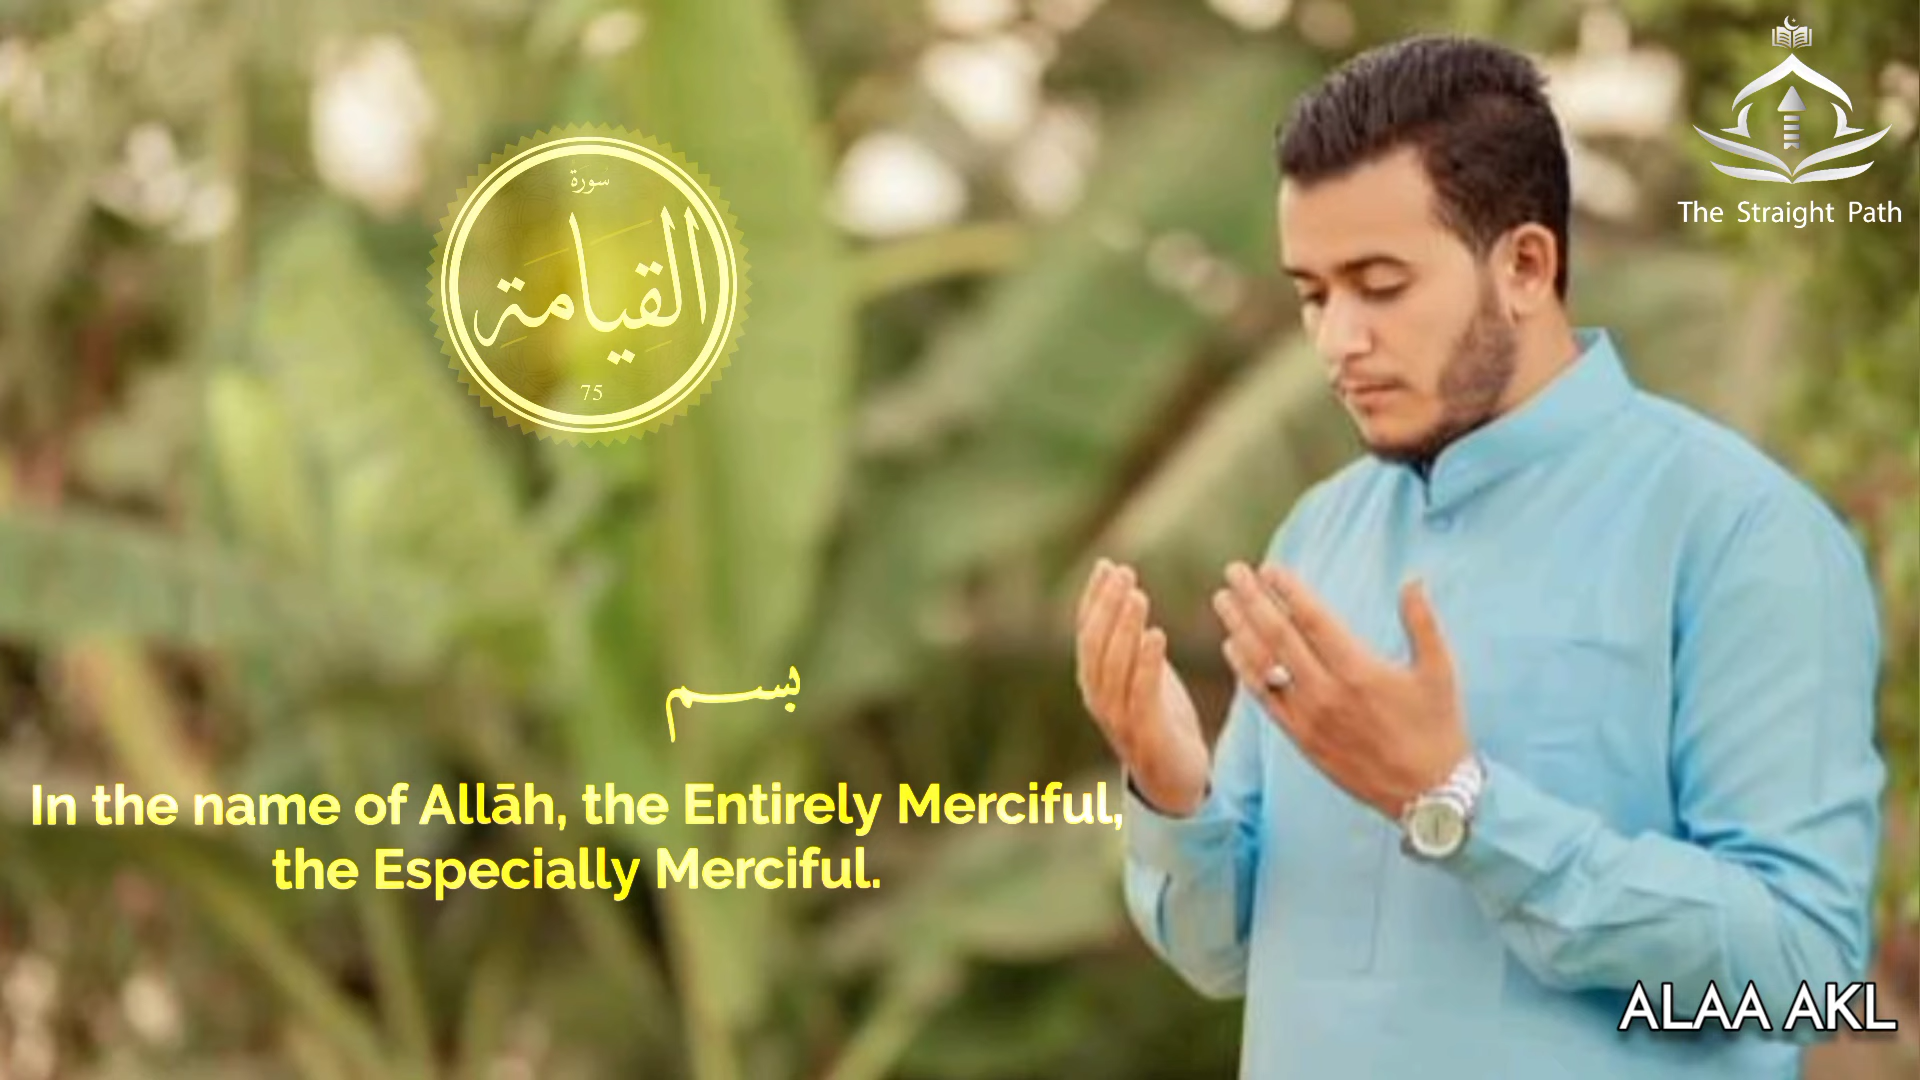 سورة
القيامة
75
The Straight Path
بسم
In the name of Allāh, the Entirely Merciful,
the Especially Merciful.
ALAA AKL